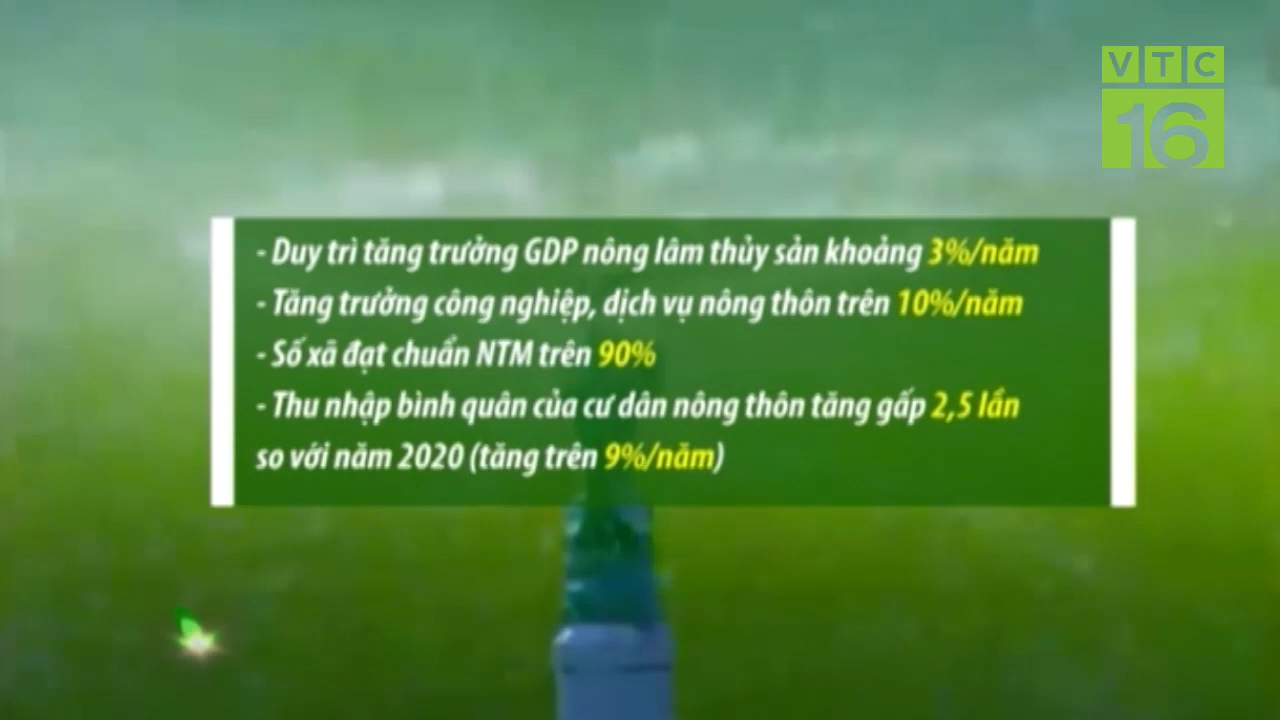 VTC
16
- Duy trì tăng trưởng GDP nông lâm thủy sản khoảng 3%/năm
- Tăng trưởng công nghiệp, dịch vụ nông thôn trên 10%/năm
- Số xã đạt chuẩn NTM trên 90%
- Thu nhập bình quân của cư dân nông thôn tăng gấp 2,5 lần
so với năm 2020 (tăng trên 9%/năm)